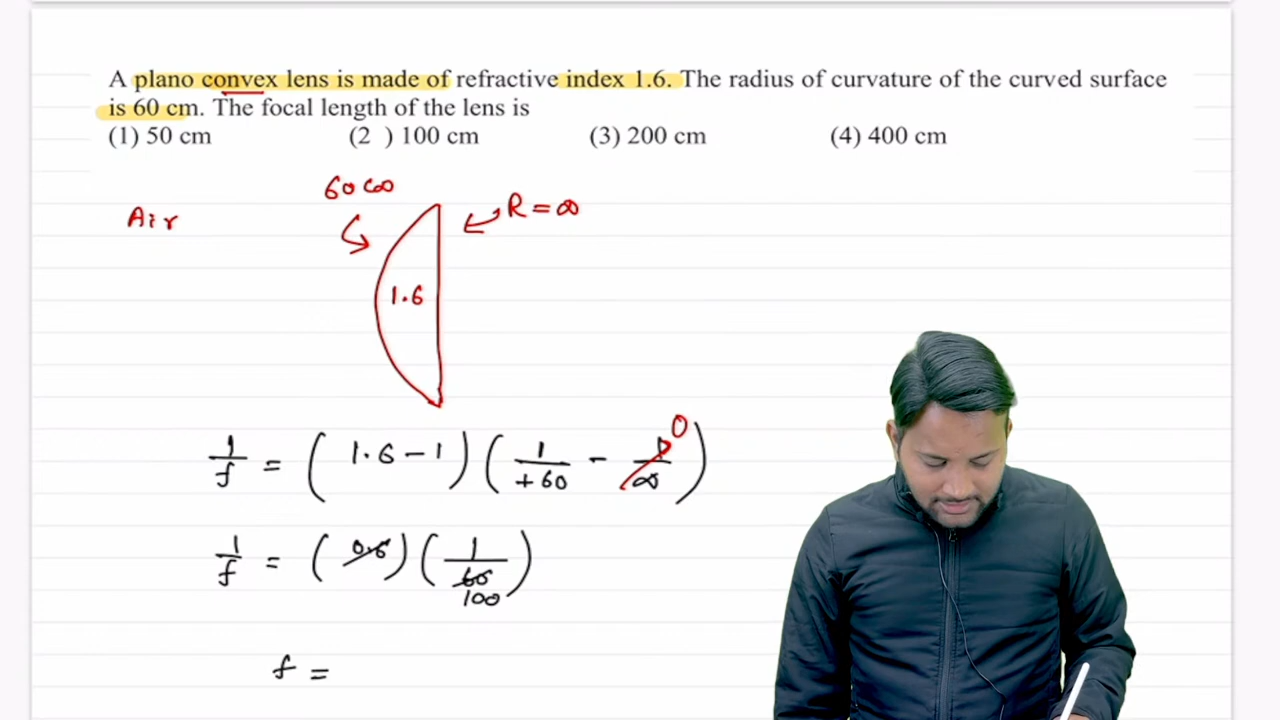 A plano convex lens is made of refractive index 1.6. The radius of curvature of the curved surface
is 60 cm. The focal length of the lens is
(1) 50 cm (2 ) 100 cm (3) 200 cm (4) 400 cm
60 cm
R = ∞
Air
1.6
1/f = ( 1.6 - 1 ) ( 1/+60 - 1/∞ ) 0
1/f = ( 0.6 ) ( 1/60 )
100
f =